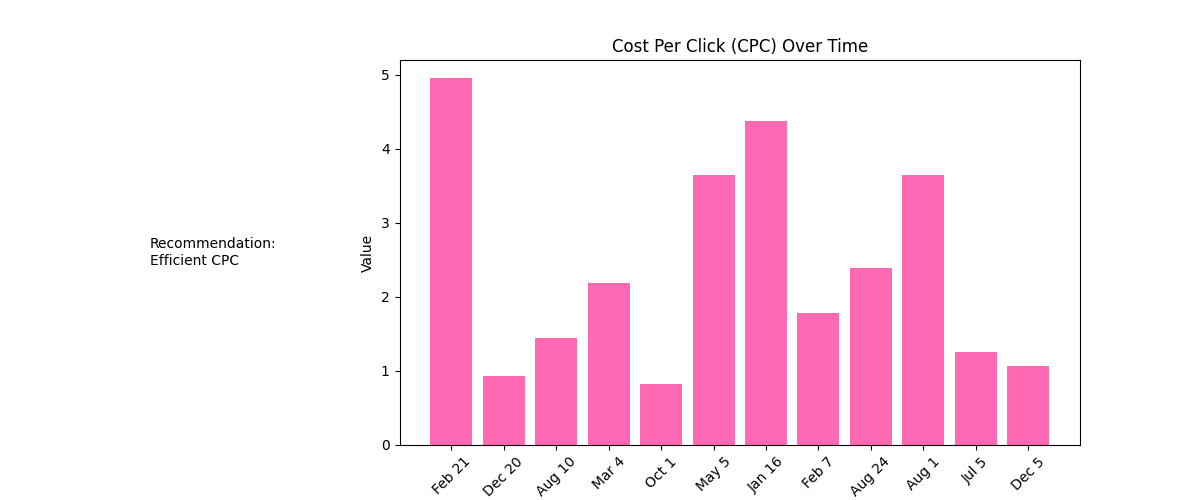 Cost Per Click (CPC) Over Time
Recommendation:
Efficient CPC
Value
5
4
3
2
1
0
Feb 21
Dec 20
Aug 10
Mar 4
Oct 1
May 5
Jan 16
Feb 7
Aug 24
Aug 1
Jul 5
Dec 5